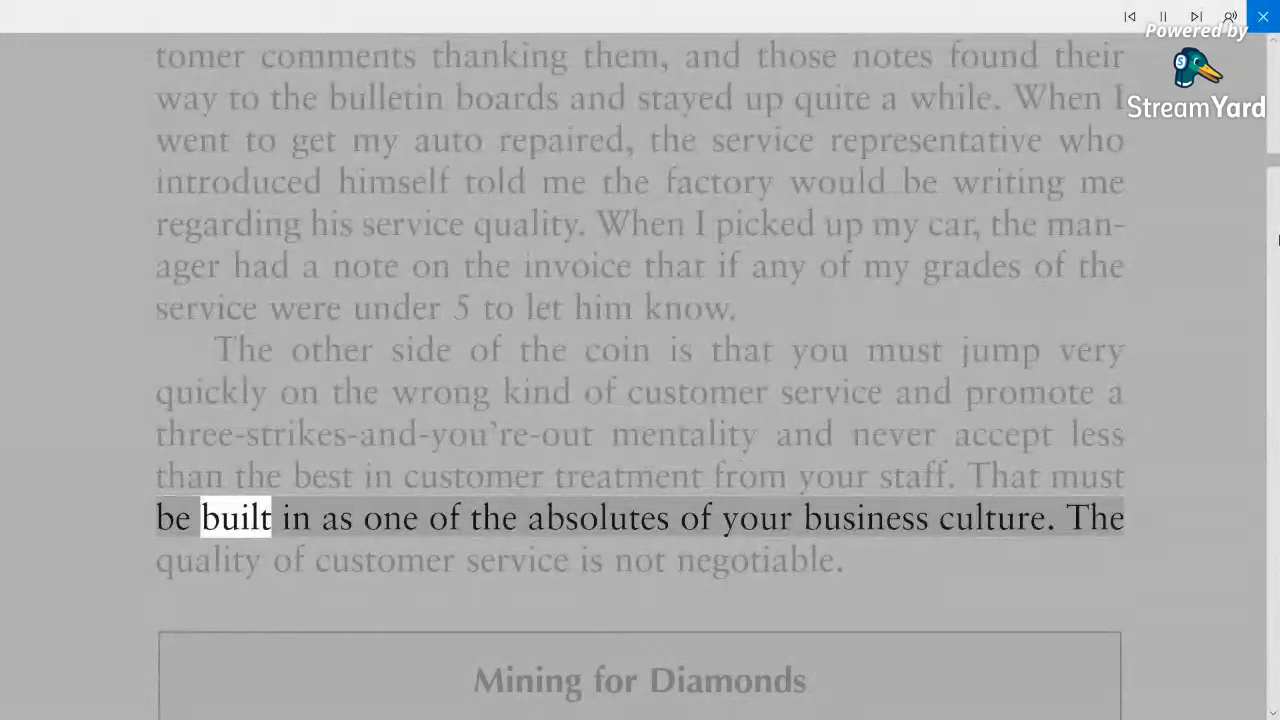 Powered by
StreamYard
tomer comments thanking them, and those notes found their
way to the bulletin boards and stayed up quite a while. When I
went to get my auto repaired, the service representative who
introduced himself told me the factory would be writing me
regarding his service quality. When I picked up my car, the man-
ager had a note on the invoice that if any of my grades of the
service were under 5 to let him know.
The other side of the coin is that you must jump very
quickly on the wrong kind of customer service and promote a
three-strikes-and-you’re-out mentality and never accept less
than the best in customer treatment from your staff. That must
be built in as one of the absolutes of your business culture. The
quality of customer service is not negotiable.
Mining for Diamonds